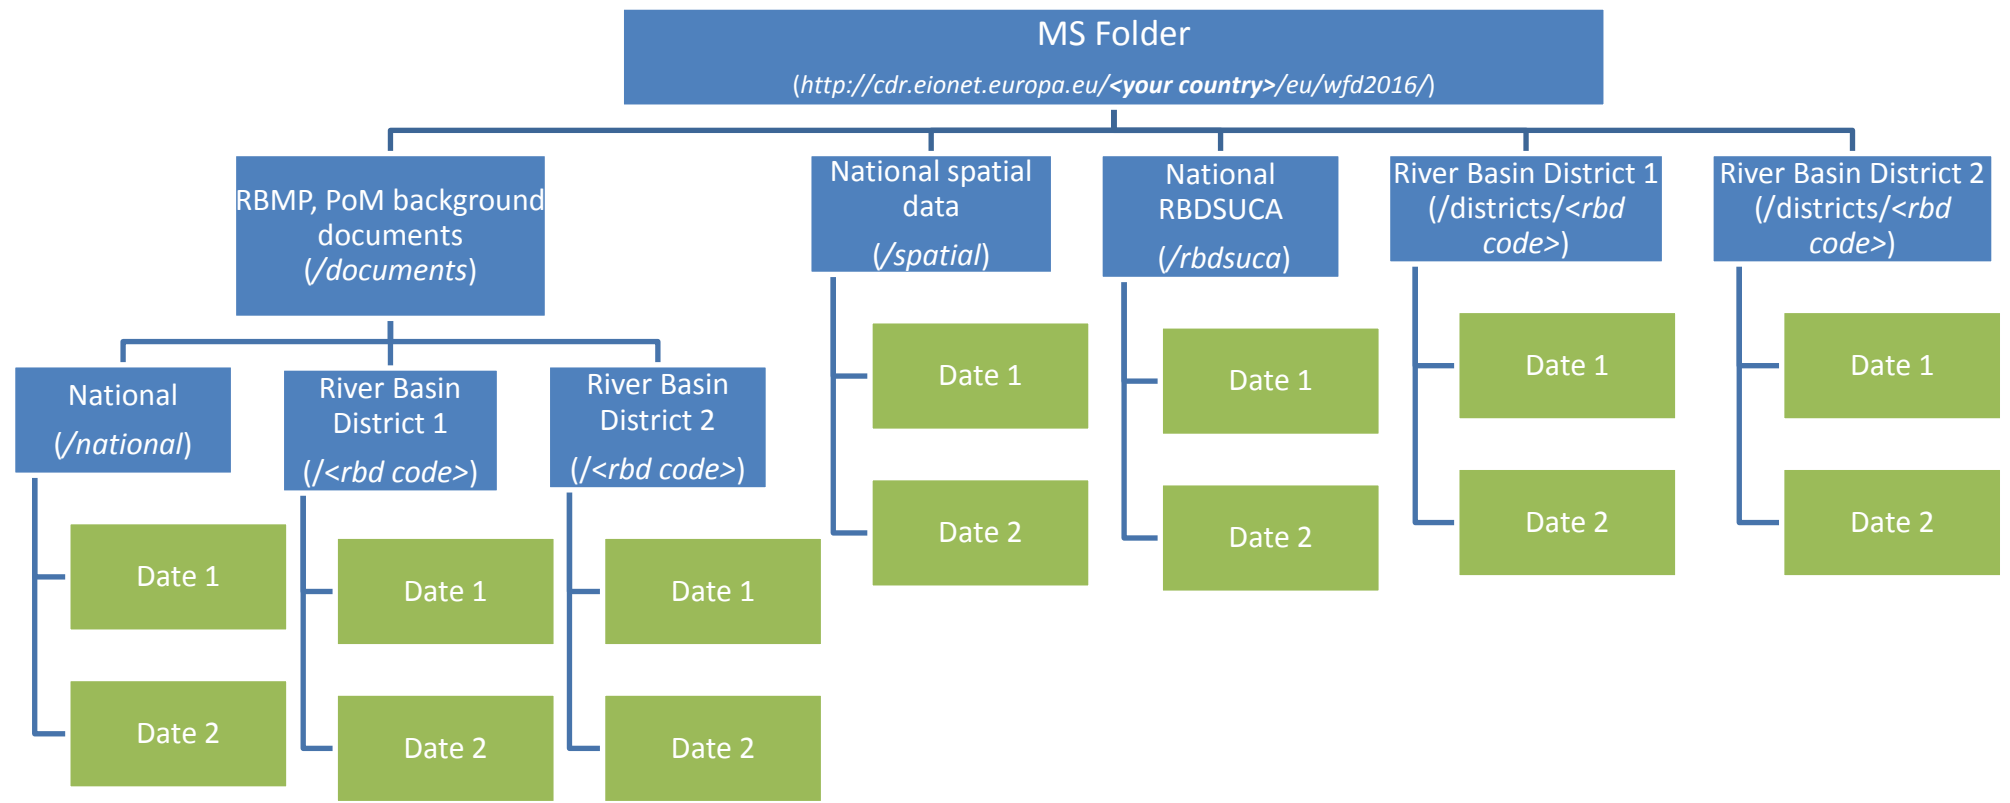 MS Folder
(http://cdr.eionet.europa.eu/<your country>/eu/wfd2016/)
RBMP, PoM background
documents
(/documents)
National spatial
data
(/spatial)
National
RBDSUCA
(/rbdsuca)
River Basin District 1
(/districts/<rbd
code>)
River Basin District 2
(/districts/<rbd
code>)
National
(/national)
River Basin
District 1
(/<rbd code>)
River Basin
District 2
(/<rbd code>)
Date 1
Date 2
Date 1
Date 2
Date 1
Date 2
Date 1
Date 2
Date 1
Date 2
Date 1
Date 2
Date 1
Date 2